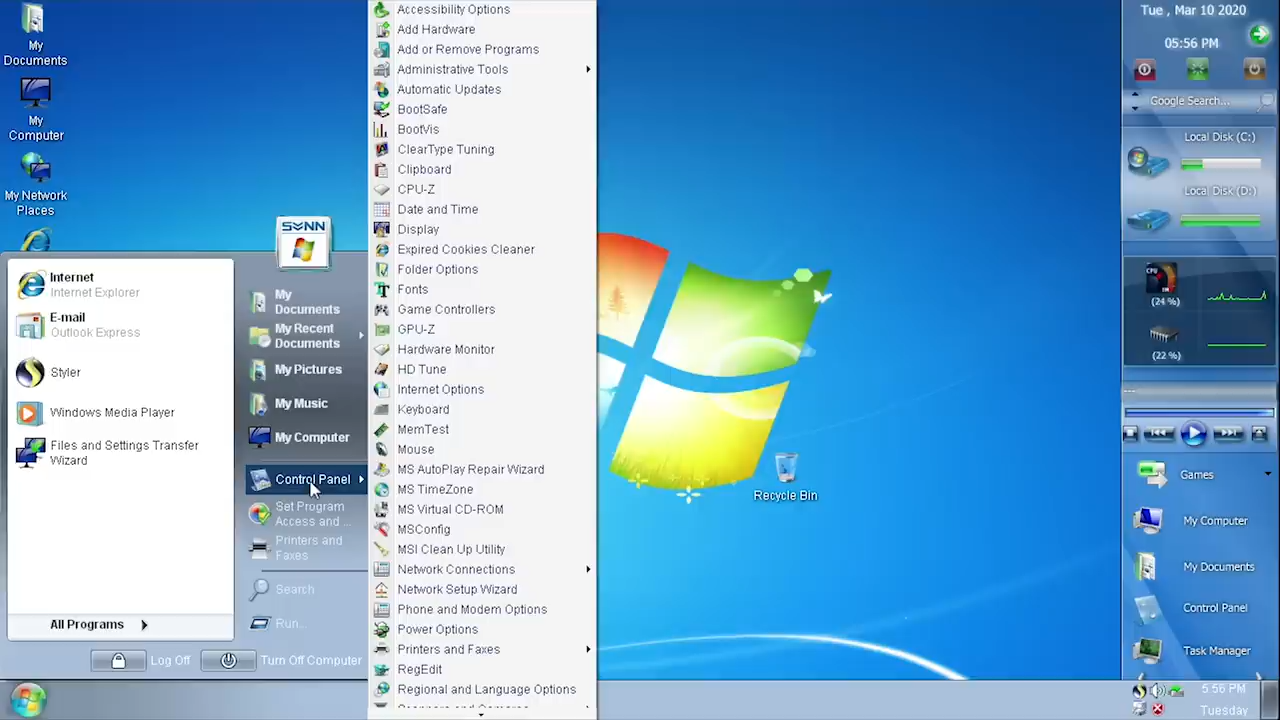 My
Documents
My
Computer
My Network
Places
S7NN
Internet
Internet Explorer
E-mail
Outlook Express
Styler
Windows Media Player
Files and Settings Transfer
Wizard
All Programs
My
Documents
My Recent
Documents
My Pictures
My Music
My Computer
Control Panel
Set Program
Access and ...
Printers and
Faxes
Search
Run...
Log Off
Turn Off Computer
Accessibility Options
Add Hardware
Add or Remove Programs
Administrative Tools
Automatic Updates
BootSafe
BootVis
ClearType Tuning
Clipboard
CPU-Z
Date and Time
Display
Expired Cookies Cleaner
Folder Options
Fonts
Game Controllers
GPU-Z
Hardware Monitor
HD Tune
Internet Options
Keyboard
MemTest
Mouse
MS AutoPlay Repair Wizard
MS TimeZone
MS Virtual CD-ROM
MSConfig
MSI Clean Up Utility
Network Connections
Network Setup Wizard
Phone and Modem Options
Power Options
Printers and Faxes
RegEdit
Regional and Language Options
Scanners and Cameras
Recycle Bin
Tue , Mar 10 2020
05:56 PM
Google Search...
Local Disk (C:)
Local Disk (D:)
CPU
(24 %)
(22 %)
Games
My Computer
My Documents
Control Panel
Task Manager
5:56 PM
Tuesday